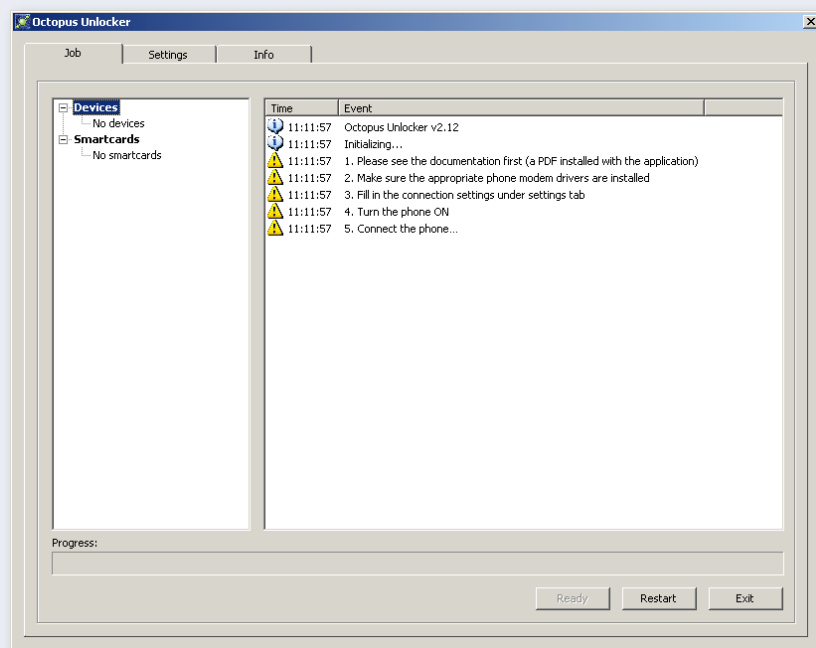 Octopus Unlocker
Job Settings Info
Devices
No devices
Smartcards
No smartcards
Time Event
11:11:57 Octopus Unlocker v2.12
11:11:57 Initializing...
11:11:57 1. Please see the documentation first (a PDF installed with the application)
11:11:57 2. Make sure the appropriate phone modem drivers are installed
11:11:57 3. Fill in the connection settings under settings tab
11:11:57 4. Turn the phone ON
11:11:57 5. Connect the phone...
Progress:
Ready Restart Exit